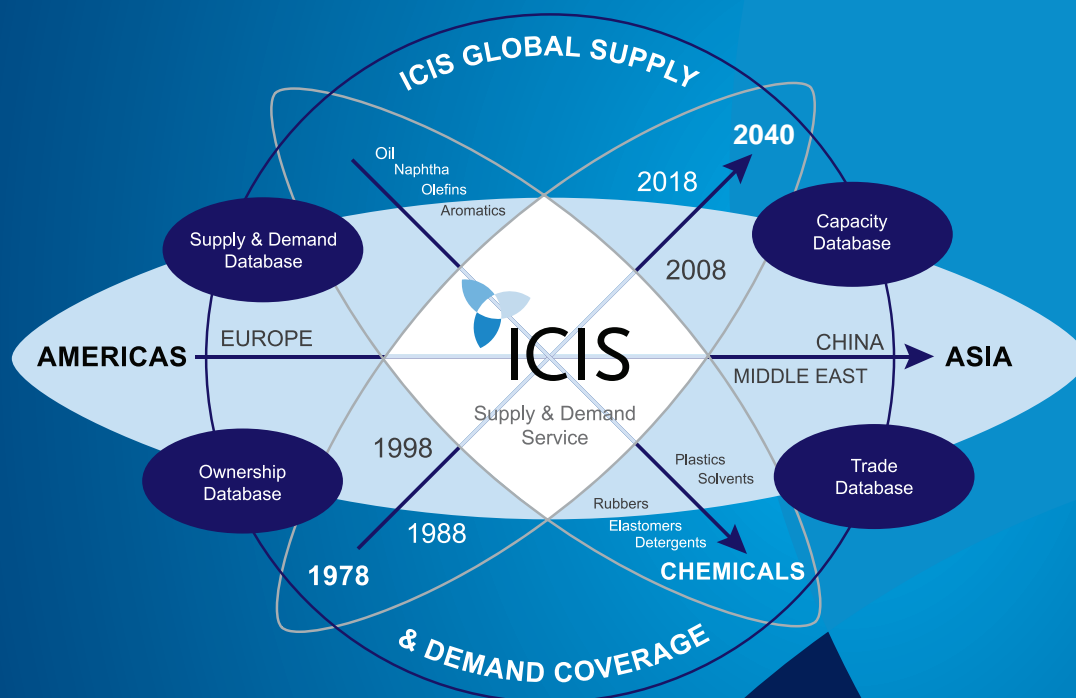 ICIS GLOBAL SUPPLY
2040
Oil
Naphtha
Olefins
Aromatics
2018
2008
Supply & Demand
Database
Capacity
Database
AMERICAS
EUROPE
ICIS
Supply & Demand
Service
CHINA
MIDDLE EAST
ASIA
Ownership
Database
1998
1988
1978
Plastics
Solvents
Rubbers
Elastomers
Detergents
CHEMICALS
Trade
Database
& DEMAND COVERAGE